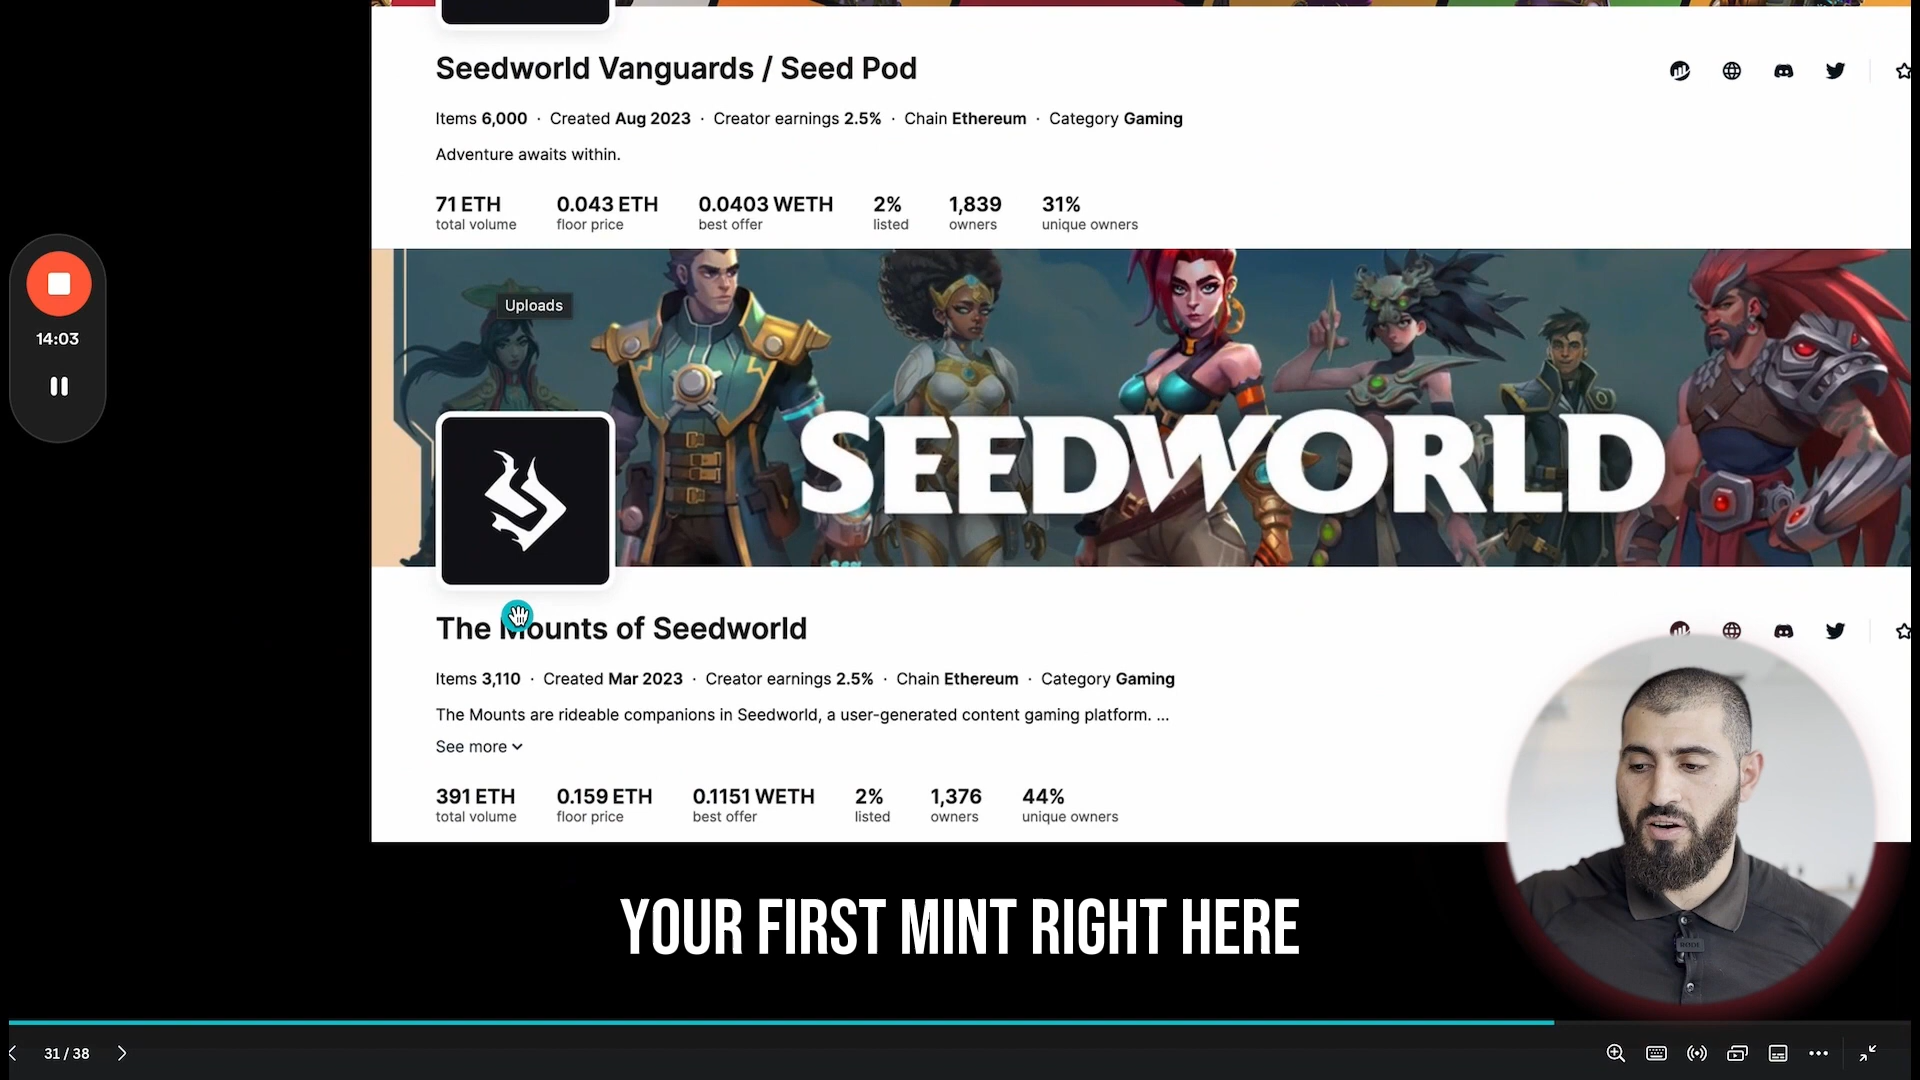 Seedworld Vanguards / Seed Pod
Items 6,000 · Created Aug 2023 · Creator earnings 2.5% · Chain Ethereum · Category Gaming
Adventure awaits within.
71 ETH 0.043 ETH 0.0403 WETH 2% 1,839 31%
total volume floor price best offer listed owners unique owners
Uploads
14:03
SEEDWORLD
The Mounts of Seedworld
Items 3,110 · Created Mar 2023 · Creator earnings 2.5% · Chain Ethereum · Category Gaming
The Mounts are rideable companions in Seedworld, a user-generated content gaming platform. ...
See more
391 ETH 0.159 ETH 0.1151 WETH 2% 1,376 44%
total volume floor price best offer listed owners unique owners
YOUR FIRST MINT RIGHT HERE
31 / 38